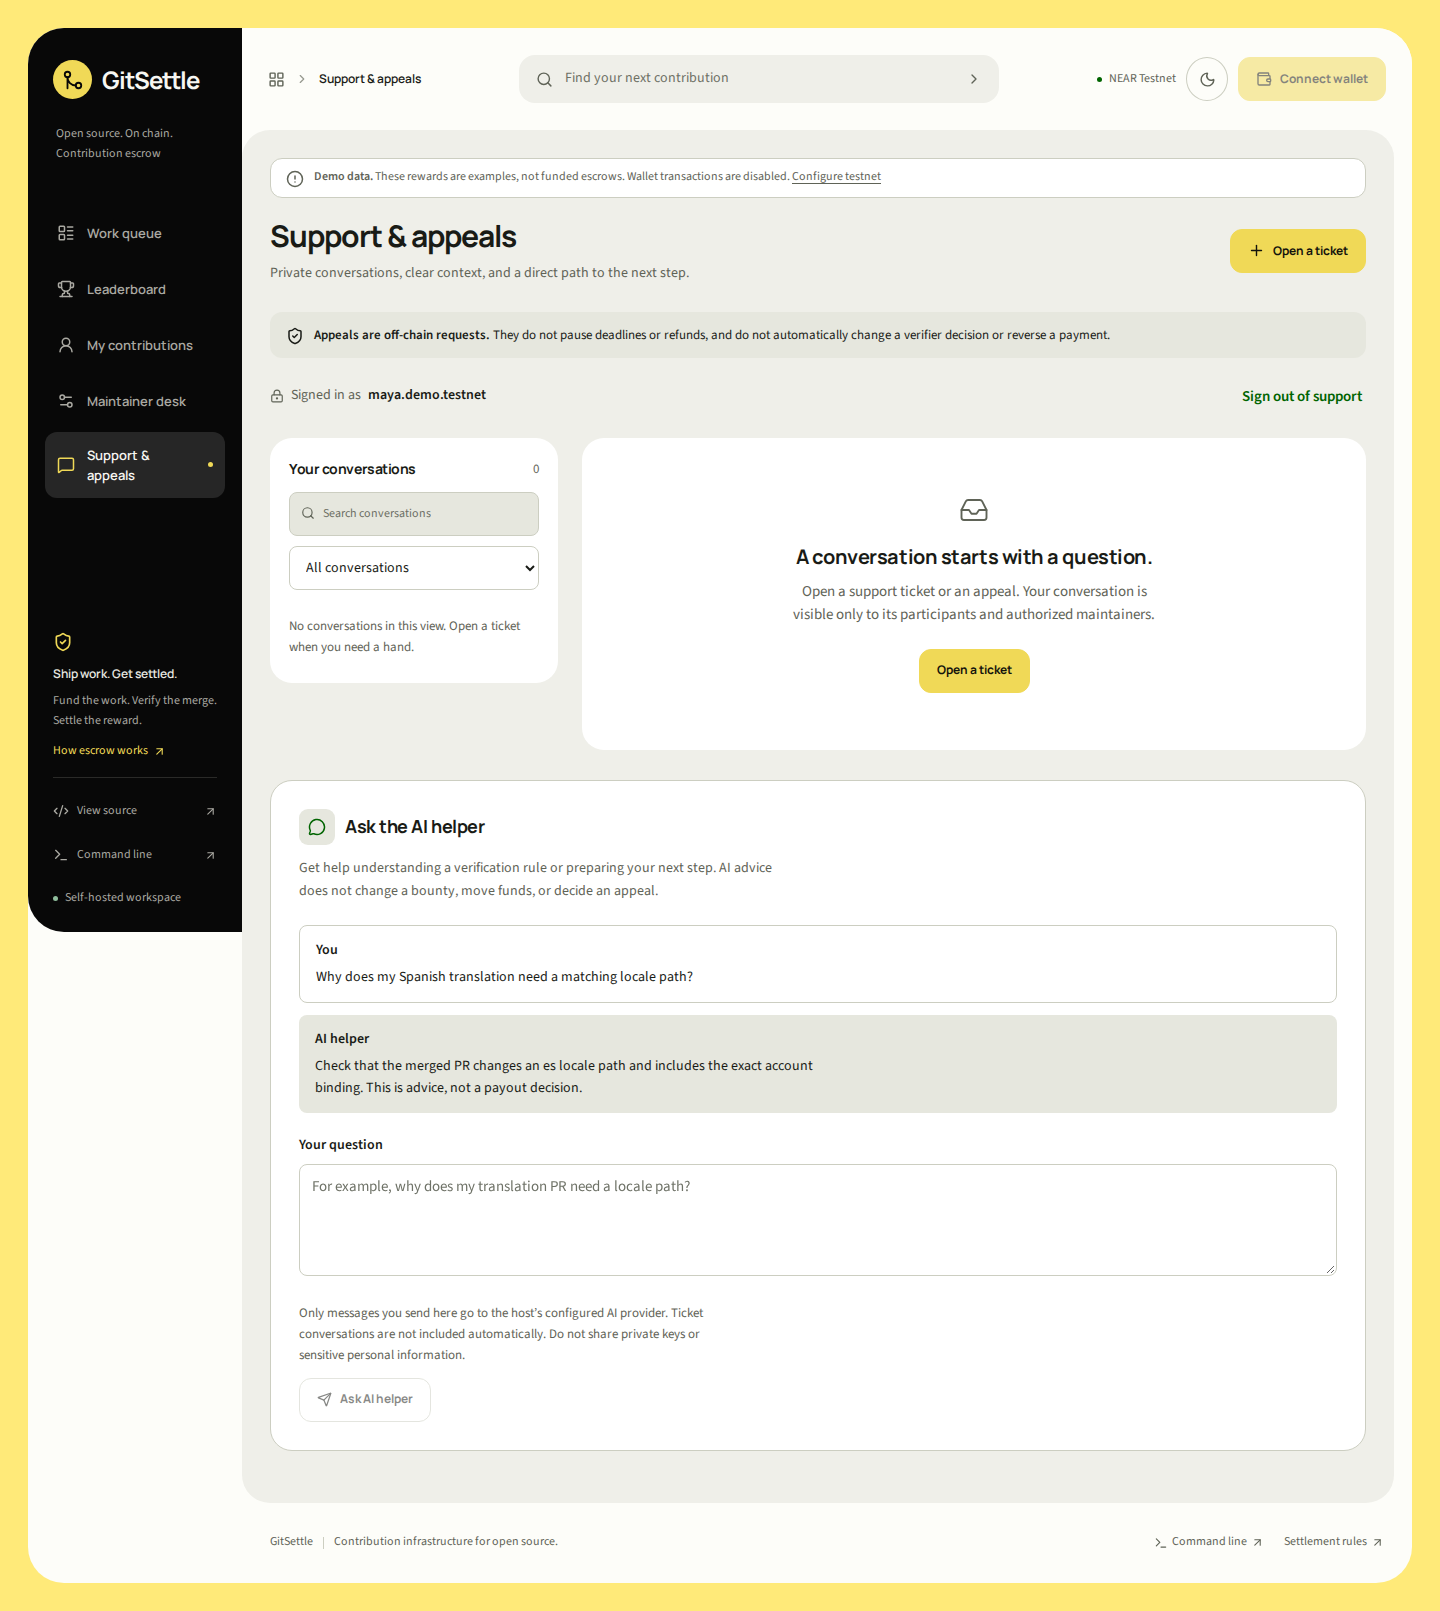 GitSettle
Open source. On chain.
Contribution escrow
Work queue
Leaderboard
My contributions
Maintainer desk
Support &
appeals
Ship work. Get settled.
Fund the work. Verify the merge.
Settle the reward.
How escrow works
View source
Command line
Self-hosted workspace
Support & appeals
Find your next contribution
NEAR Testnet
Connect wallet
Demo data. These rewards are examples, not funded escrows. Wallet transactions are disabled. Configure testnet
Support & appeals
Private conversations, clear context, and a direct path to the next step.
Open a ticket
Appeals are off-chain requests. They do not pause deadlines or refunds, and do not automatically change a verifier decision or reverse a payment.
Signed in as maya.demo.testnet
Sign out of support
Your conversations 0
Search conversations
All conversations
No conversations in this view. Open a ticket
when you need a hand.
A conversation starts with a question.
Open a support ticket or an appeal. Your conversation is
visible only to its participants and authorized maintainers.
Open a ticket
Ask the AI helper
Get help understanding a verification rule or preparing your next step. AI advice
does not change a bounty, move funds, or decide an appeal.
You
Why does my Spanish translation need a matching locale path?
AI helper
Check that the merged PR changes an es locale path and includes the exact account
binding. This is advice, not a payout decision.
Your question
For example, why does my translation PR need a locale path?
Only messages you send here go to the host's configured AI provider. Ticket
conversations are not included automatically. Do not share private keys or
sensitive personal information.
Ask AI helper
GitSettle
Contribution infrastructure for open source.
Command line
Settlement rules